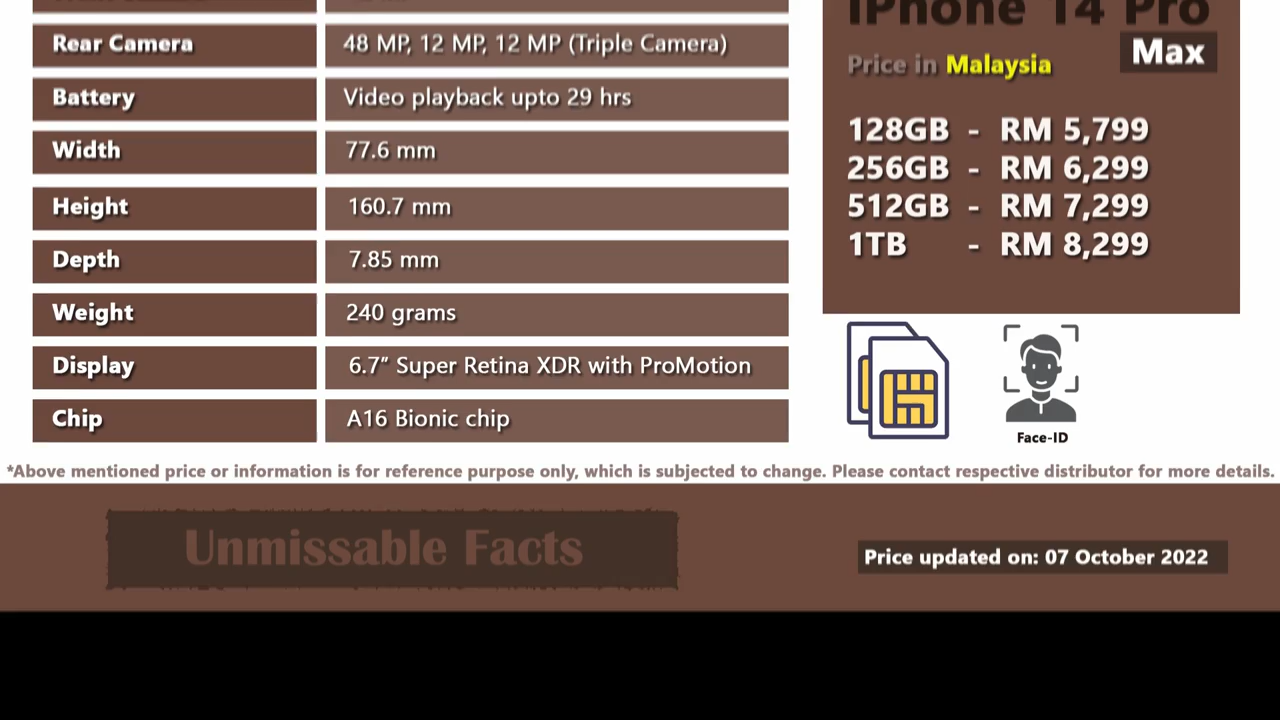 Rear Camera 48 MP, 12 MP, 12 MP (Triple Camera)
Battery Video playback upto 29 hrs
Width 77.6 mm
Height 160.7 mm
Depth 7.85 mm
Weight 240 grams
Display 6.7” Super Retina XDR with ProMotion
Chip A16 Bionic chip
iPhone 14 Pro
Max
Price in Malaysia
128GB - RM 5,799
256GB - RM 6,299
512GB - RM 7,299
1TB - RM 8,299
Face-ID
*Above mentioned price or information is for reference purpose only, which is subjected to change. Please contact respective distributor for more details.
Unmissable Facts
Price updated on: 07 October 2022